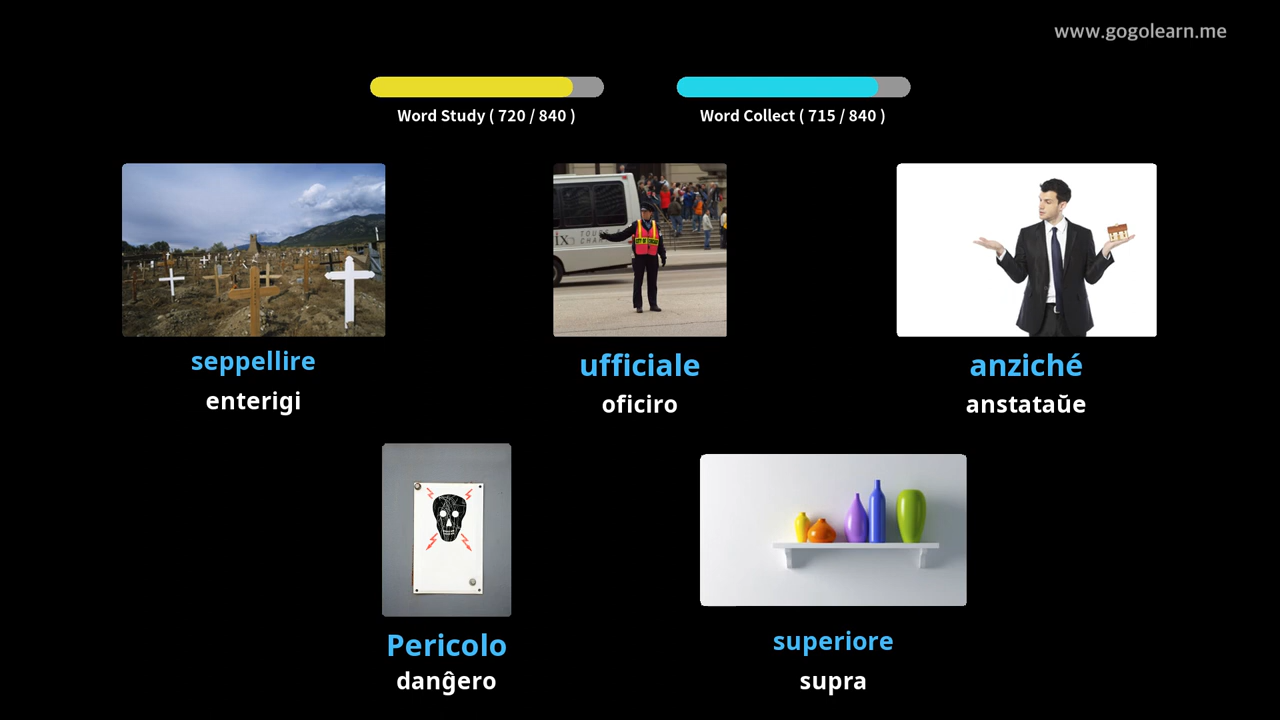 www.gogolearn.me
Word Study ( 720 / 840 )
Word Collect ( 715 / 840 )
seppellire
enterigi
ufficiale
oficiro
anziché
anstataŭe
Pericolo
danĝero
superiore
supra